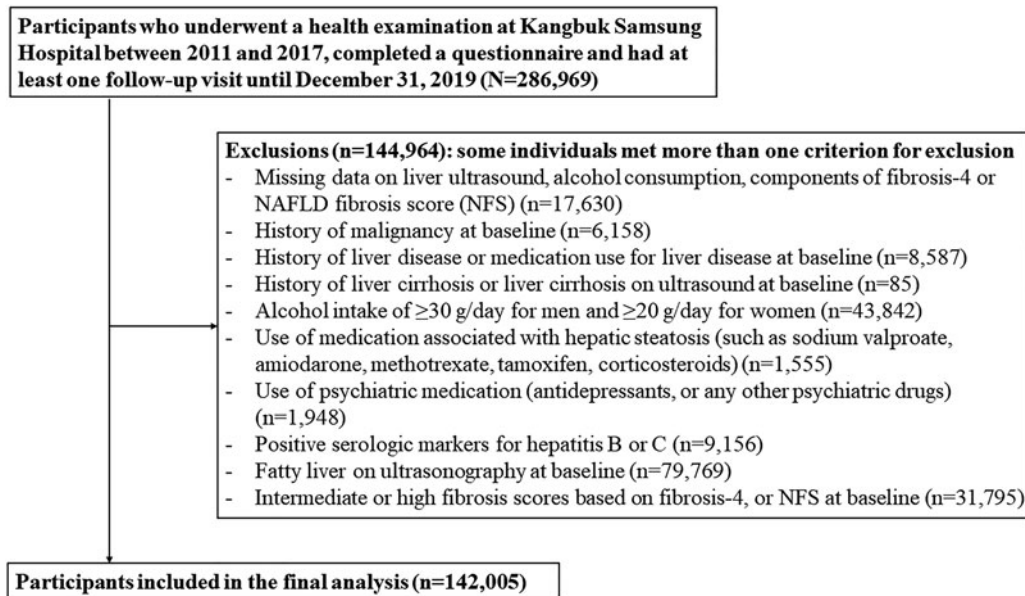 Participants who underwent a health examination at Kangbuk Samsung
Hospital between 2011 and 2017, completed a questionnaire and had at
least one follow-up visit until December 31, 2019 (N=286,969)
Exclusions (n=144,964): some individuals met more than one criterion for exclusion
- Missing data on liver ultrasound, alcohol consumption, components of fibrosis-4 or
NAFLD fibrosis score (NFS) (n=17,630)
- History of malignancy at baseline (n=6,158)
- History of liver disease or medication use for liver disease at baseline (n=8,587)
- History of liver cirrhosis or liver cirrhosis on ultrasound at baseline (n=85)
- Alcohol intake of ≥30 g/day for men and ≥20 g/day for women (n=43,842)
- Use of medication associated with hepatic steatosis (such as sodium valproate,
amiodarone, methotrexate, tamoxifen, corticosteroids) (n=1,555)
- Use of psychiatric medication (antidepressants, or any other psychiatric drugs)
(n=1,948)
- Positive serologic markers for hepatitis B or C (n=9,156)
- Fatty liver on ultrasonography at baseline (n=79,769)
- Intermediate or high fibrosis scores based on fibrosis-4, or NFS at baseline (n=31,795)
Participants included in the final analysis (n=142,005)